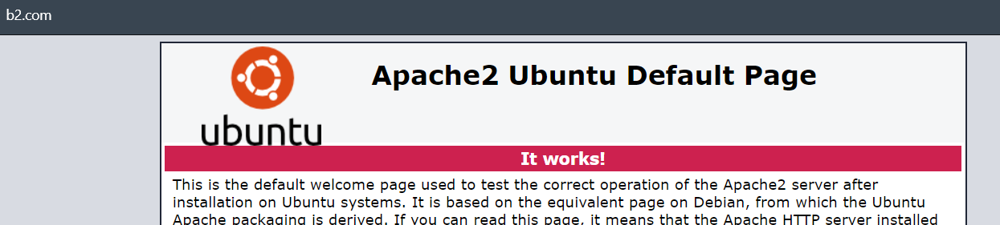 b2.com
ubuntu
Apache2 Ubuntu Default Page
It works!
This is the default welcome page used to test the correct operation of the Apache2 server after
installation on Ubuntu systems. It is based on the equivalent page on Debian, from which the Ubuntu
Apache packaging is derived. If you can read this page, it means that the Apache HTTP server installed